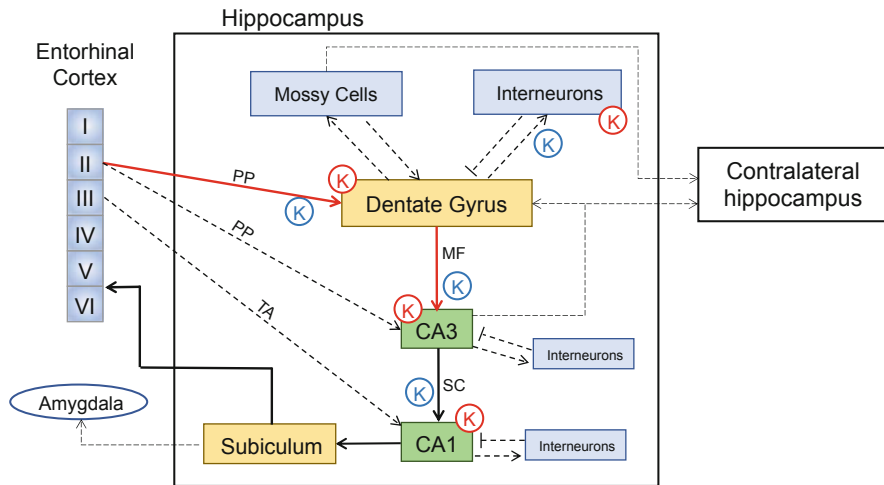 Hippocampus
Entorhinal
Cortex
I
II
III
IV
V
VI
Mossy Cells
Interneurons
K
K
PP
K
K
Dentate Gyrus
Contralateral
hippocampus
PP
MF
K
TA
K
CA3
Interneurons
K
SC
K
Amygdala
Subiculum
CA1
Interneurons